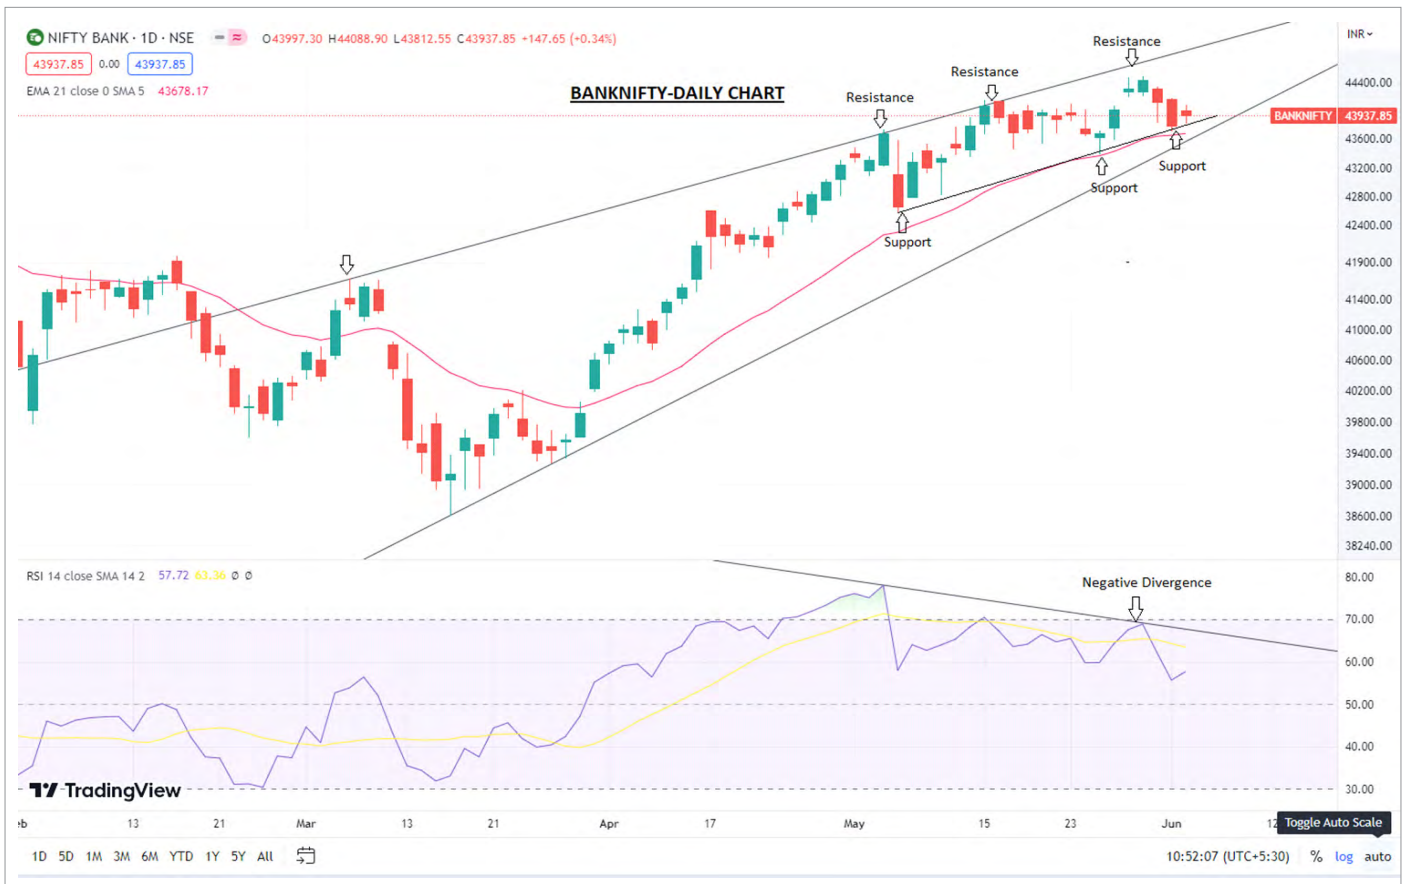 NIFTY BANK · 1D · NSE O43997.30 H44088.90 L43812.55 C43937.85 +147.65 (+0.34%)
43937.85 0.00 43937.85
EMA 21 close 0 SMA 5 43678.17
BANKNIFTY-DAILY CHART
INR
Resistance
Resistance
Resistance
44400.00
BANKNIFTY 43937.85
43600.00
43200.00
42800.00
42400.00
41900.00
41400.00
41000.00
40600.00
40200.00
39800.00
39400.00
39000.00
38600.00
38240.00
Support
Support
Support
RSI 14 close SMA 14 2 57.72 63.36 Ø Ø
Negative Divergence
80.00
70.00
60.00
50.00
40.00
30.00
TradingView
eb 13 21 Mar 13 21 Apr 17 May 15 23 Jun 12
Toggle Auto Scale
1D 5D 1M 3M 6M YTD 1Y 5Y All 10:52:07 (UTC+5:30) % log auto